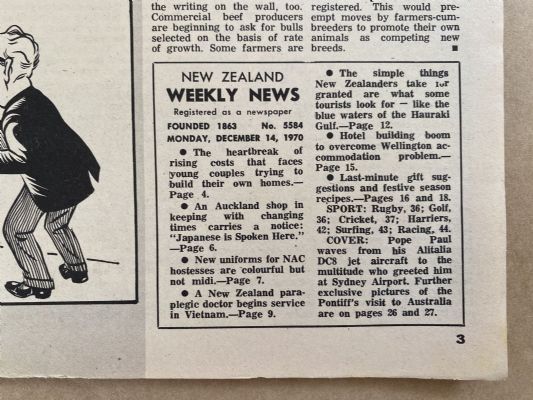 the writing on the wall, too.
Commercial beef producers
are beginning to ask for bulls
selected on the basis of rate
of growth. Some farmers are
registered. This would pre-
empt moves by farmers-cum-
breeders to promote their own
animals as competing new
breeds.
NEW ZEALAND
WEEKLY NEWS
Registered as a newspaper
FOUNDED 1863 No. 5584
MONDAY, DECEMBER 14, 1970
● The heartbreak of
rising costs that faces
young couples trying to
build their own homes.—
Page 4.
● An Auckland shop in
keeping with changing
times carries a notice:
"Japanese is Spoken Here."
—Page 6.
● New uniforms for NAC
hostesses are colourful but
not midi.—Page 7.
● A New Zealand para-
plegic doctor begins service
in Vietnam.—Page 9.
● The simple things
New Zealanders take for
granted are what some
tourists look for — like the
blue waters of the Hauraki
Gulf.—Page 12.
● Hotel building boom
to overcome Wellington ac-
commodation problem.—
Page 15.
● Last-minute gift sug-
gestions and festive season
recipes.—Pages 16 and 18.
SPORT: Rugby, 36; Golf,
36; Cricket, 37; Harriers,
42; Surfing, 43; Racing, 44.
COVER: Pope Paul
waves from his Alitalia
DC8 jet aircraft to the
multitude who greeted him
at Sydney Airport. Further
exclusive pictures of the
Pontiff's visit to Australia
are on pages 26 and 27.
3